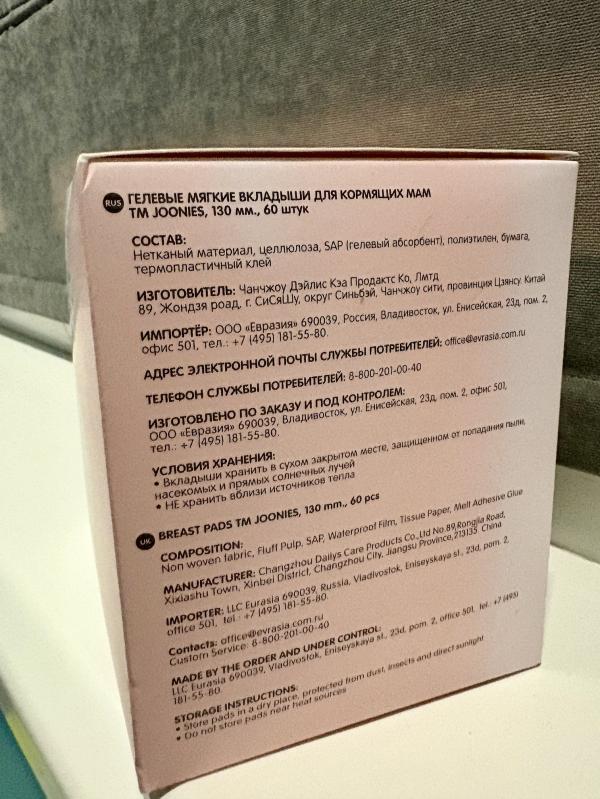 RUS ГЕЛЕВЫЕ МЯГКИЕ ВКЛАДЫШИ ДЛЯ КОРМЯЩИХ МАМ
ТМ JOONIES, 130 мм., 60 штук
СОСТАВ:
Нетканый материал, целлюлоза, SAP (гелевый абсорбент), полиэтилен, бумага,
термопластичный клей
ИЗГОТОВИТЕЛЬ: Чанчжоу Дэйлис Кэа Продактс Ко, Лмтд
89, Жондзя роад, г. СиСяШу, округ Синьбэй, Чанчжоу сити, провинция Цзянсу. Китай
ИМПОРТЁР: ООО «Евразия» 690039, Россия, Владивосток, ул. Енисейская, 23д, пом. 2,
офис 501, тел.: +7 (495) 181-55-80.
АДРЕС ЭЛЕКТРОННОЙ ПОЧТЫ СЛУЖБЫ ПОТРЕБИТЕЛЕЙ: office@evrasia.com.ru
ТЕЛЕФОН СЛУЖБЫ ПОТРЕБИТЕЛЕЙ: 8-800-201-00-40
ИЗГОТОВЛЕНО ПО ЗАКАЗУ И ПОД КОНТРОЛЕМ:
ООО «Евразия» 690039, Владивосток, ул. Енисейская, 23д, пом. 2, офис 501,
тел.: +7 (495) 181-55-80.
УСЛОВИЯ ХРАНЕНИЯ:
• Вкладыши хранить в сухом закрытом месте, защищенном от попадания пыли,
насекомых и прямых солнечных лучей
• НЕ хранить вблизи источников тепла
UK BREAST PADS TM JOONIES, 130 mm., 60 pcs
COMPOSITION:
Non woven fabric, Fluff Pulp, SAP, Waterproof Film, Tissue Paper, Melt Adhesive Glue
MANUFACTURER: Changzhou Dailys Care Products Co.,Ltd No.89,Rongjia Road,
Xixiashu Town, Xinbei District, Changzhou City, Jiangsu Province,213135 China
IMPORTER: LLC Eurasia 690039, Russia, Vladivostok, Eniseyskaya st., 23d, pom. 2,
office 501, tel.: +7 (495) 181-55-80.
Contacts: office@evrasia.com.ru
Custom Service: 8-800-201-00-40
MADE BY THE ORDER AND UNDER CONTROL:
LLC Eurasia 690039, Vladivostok, Eniseyskaya st., 23d, pom. 2, office 501, tel.: +7 (495)
181-55-80.
STORAGE INSTRUCTIONS:
• Store pads in a dry place, protected from dust, insects and direct sunlight
• Do not store pads near heat sources